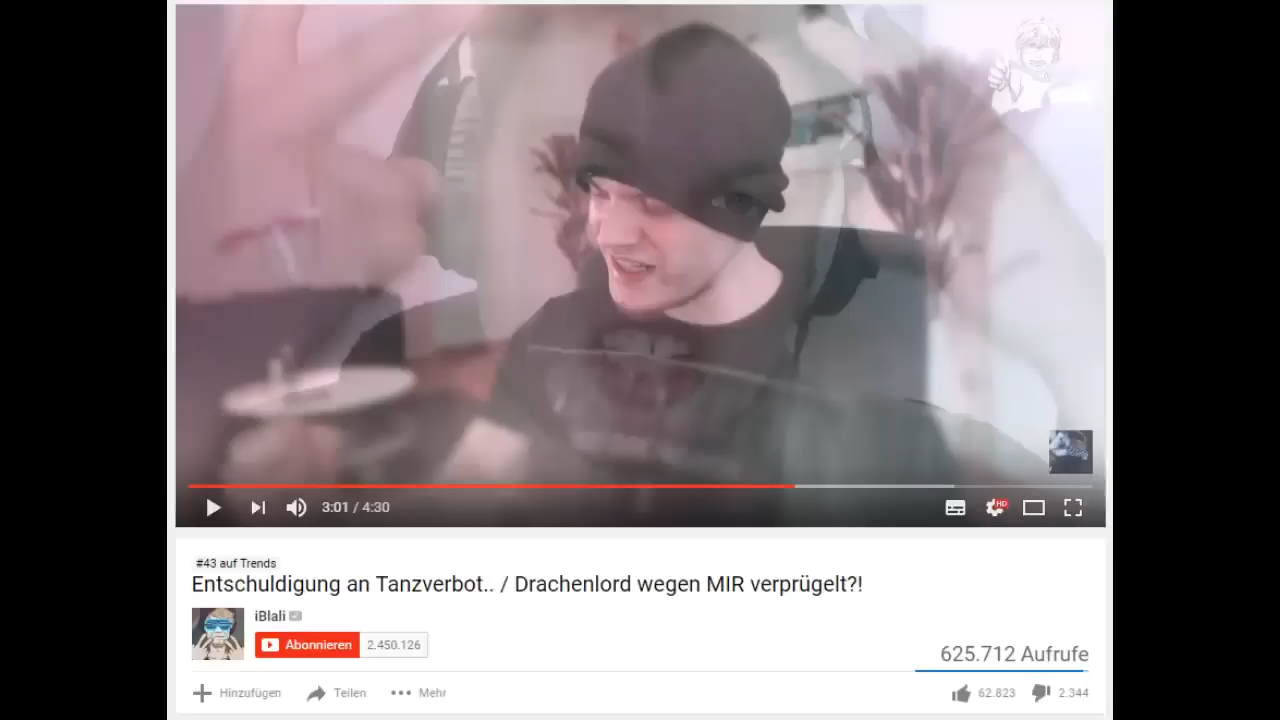 HD
3:01 / 4:30
#43 auf Trends
Entschuldigung an Tanzverbot.. / Drachenlord wegen MIR verprügelt?!
iBlali
Abonnieren 2.450.126
625.712 Aufrufe
Hinzufügen Teilen Mehr 62.823 2.344